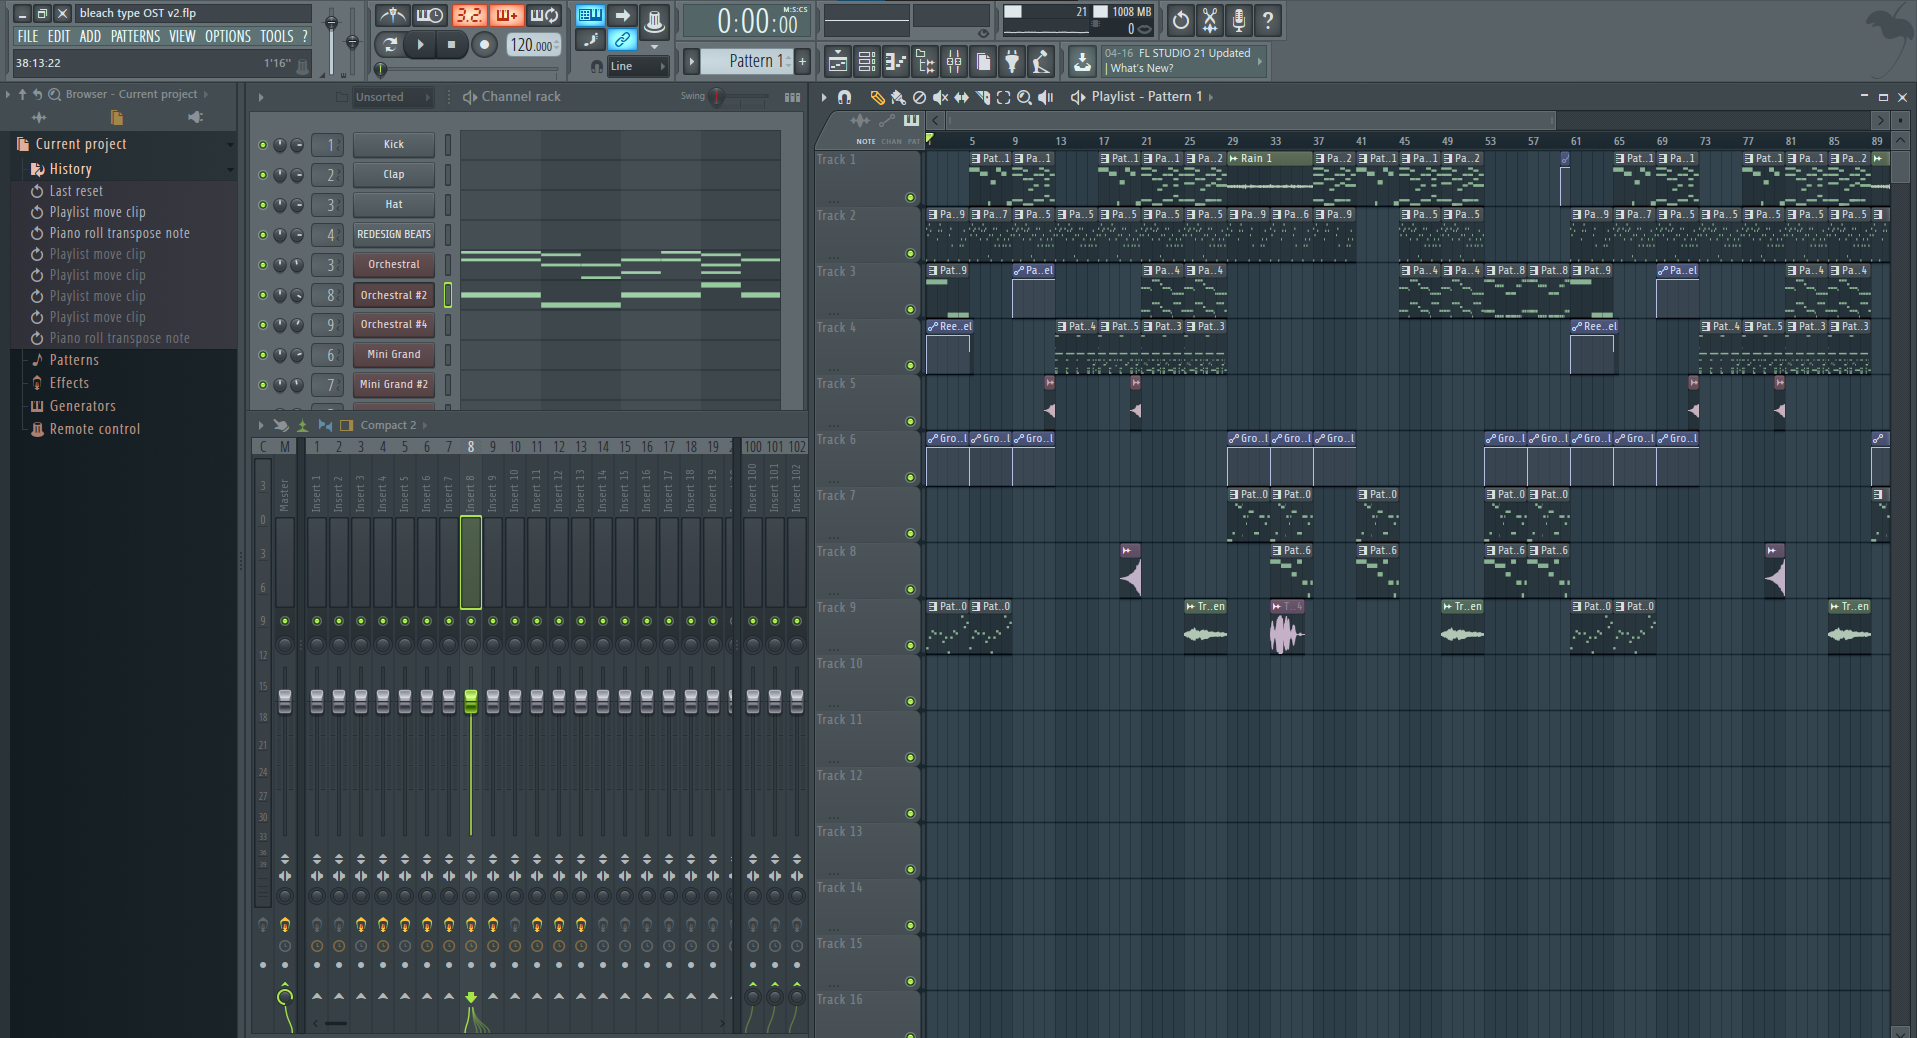 bleach type OST v2.flp
FILE EDIT ADD PATTERNS VIEW OPTIONS TOOLS ?
38:13:22 1'16"
3.2.
120.000
Line
0:00:00 M:S:CS
Pattern 1
21 1008 MB
0
04-16 FL STUDIO 21 Updated
| What's New?
Browser - Current project
Current project
History
Last reset
Playlist move clip
Piano roll transpose note
Playlist move clip
Playlist move clip
Playlist move clip
Playlist move clip
Piano roll transpose note
Patterns
Effects
Generators
Remote control
Unsorted Channel rack Swing
1 Kick
2 Clap
3 Hat
4 REDESIGN BEATS
3 Orchestral
8 Orchestral #2
9 Orchestral #4
6 Mini Grand
7 Mini Grand #2
Compact 2
C M 1 2 3 4 5 6 7 8 9 10 11 12 13 14 15 16 17 18 19 100 101 102
Master Insert 1 Insert 2 Insert 3 Insert 4 Insert 5 Insert 6 Insert 7 Insert 8 Insert 9 Insert 10 Insert 11 Insert 12 Insert 13 Insert 14 Insert 15 Insert 16 Insert 17 Insert 18 Insert 19 Insert 100 Insert 101 Insert 102
3
0
3
6
9
12
15
18
21
24
27
30
33
Playlist - Pattern 1
NOTE CHAN PAT
5 9 13 17 21 25 29 33 37 41 45 49 53 57 61 65 69 73 77 81 85 89
Track 1 Pat..1 Pa..1 Pat..1 Pa..1 Pa..2 Rain 1 Pa..2 Pat..1 Pa..1 Pa..2 Pat..1 Pa..1 Pat..1 Pa..1 Pa..2
Track 2 Pa..9 Pa..7 Pa..5 Pa..5 Pa..5 Pa..5 Pa..5 Pa..9 Pa..6 Pa..9 Pa..5 Pa..5 Pa..9 Pa..7 Pa..5 Pa..5 Pa..5 Pa..5 Pa..5
Track 3 Pat..9 Pa..el Pa..4 Pat..4 Pa..4 Pa..4 Pat..8 Pa..8 Pat..9 Pa..el Pa..4 Pat..4
Track 4 Ree..el Pat..4 Pat..5 Pat..3 Pat..3 Ree..el Pat..4 Pat..5 Pat..3 Pat..3
Track 5
Track 6 Gro..l Gro..l Gro..l Gro..l Gro..l Gro..l Gro..l Gro..l Gro..l Gro..l Gro..l
Track 7 Pat..0 Pat..0 Pat..0 Pat..0 Pat..0
Track 8 Pat..6 Pat..6 Pat..6 Pat..6
Track 9 Pat..0 Pat..0 Tr..en T..4 Tr..en Pat..0 Pat..0 Tr..en
Track 10
Track 11
Track 12
Track 13
Track 14
Track 15
Track 16